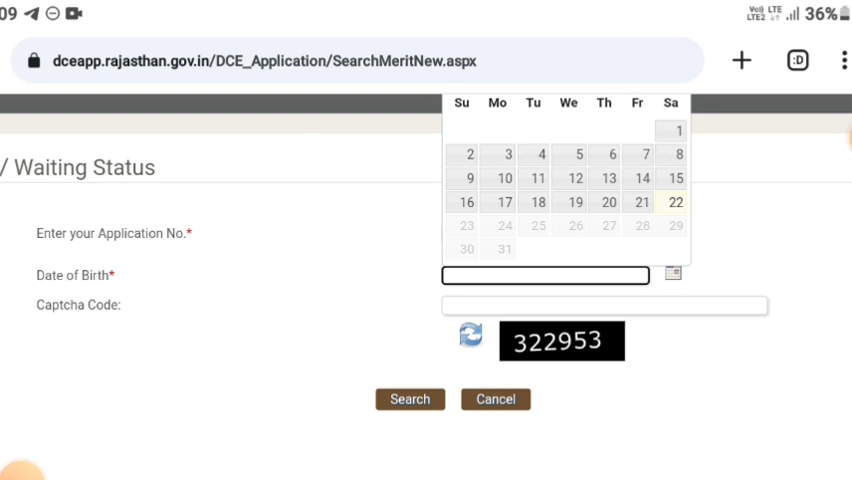 09
Vo) LTE
LTE2
36%
dceapp.rajasthan.gov.in/DCE_Application/SearchMeritNew.aspx
:D
Su Mo Tu We Th Fr Sa
1
2 3 4 5 6 7 8
9 10 11 12 13 14 15
16 17 18 19 20 21 22
23 24 25 26 27 28 29
30 31
/ Waiting Status
Enter your Application No.*
Date of Birth*
Captcha Code:
322953
Search Cancel